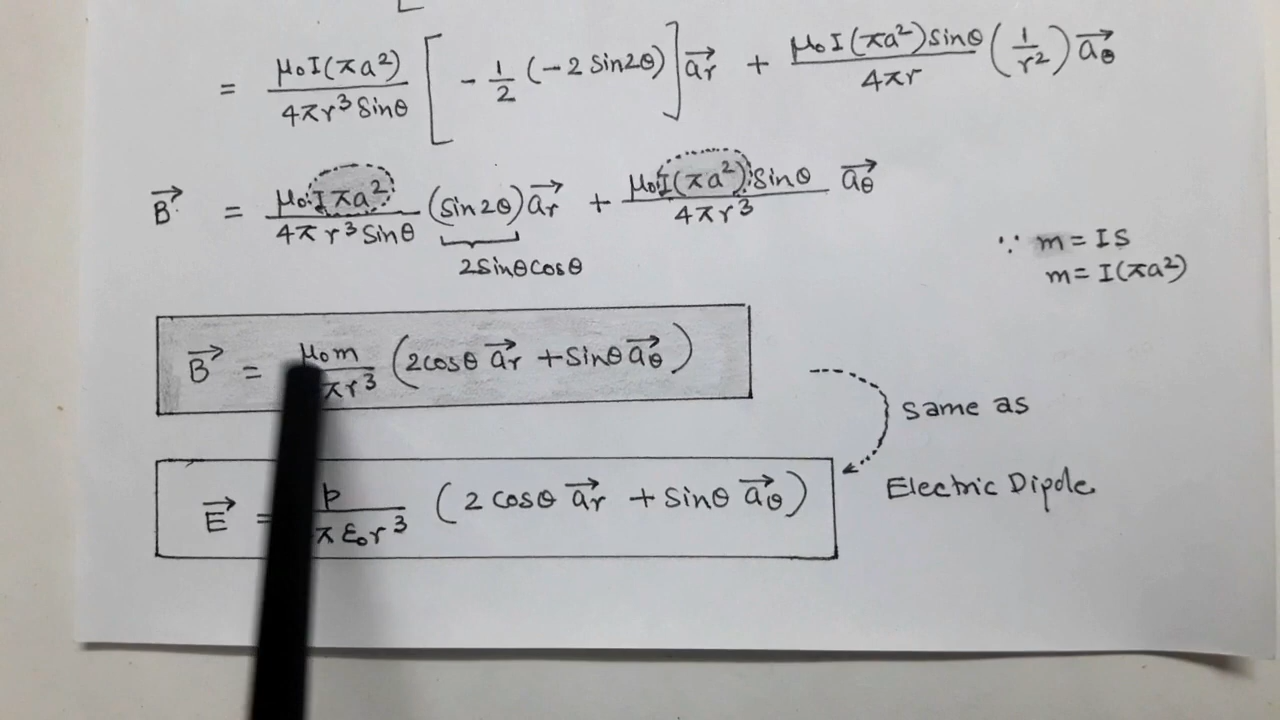 = μ₀I(πa²) / 4πr³ Sinθ [ - 1/2 (-2 Sin2θ) ] a⃗r + μ₀I(πa²) Sinθ / 4πr (1/r²) a⃗θ
B⃗ = μ₀Iπa² / 4πr³ Sinθ (Sin2θ) a⃗r + μ₀I(πa²) Sinθ / 4πr³ a⃗θ
2Sinθcosθ
∵ m = IS
m = I(πa²)
B⃗ = μ₀m / πr³ (2cosθ a⃗r + Sinθ a⃗θ)
same as
Electric Dipole
E⃗ = p / πε₀r³ (2 cosθ a⃗r + Sinθ a⃗θ)